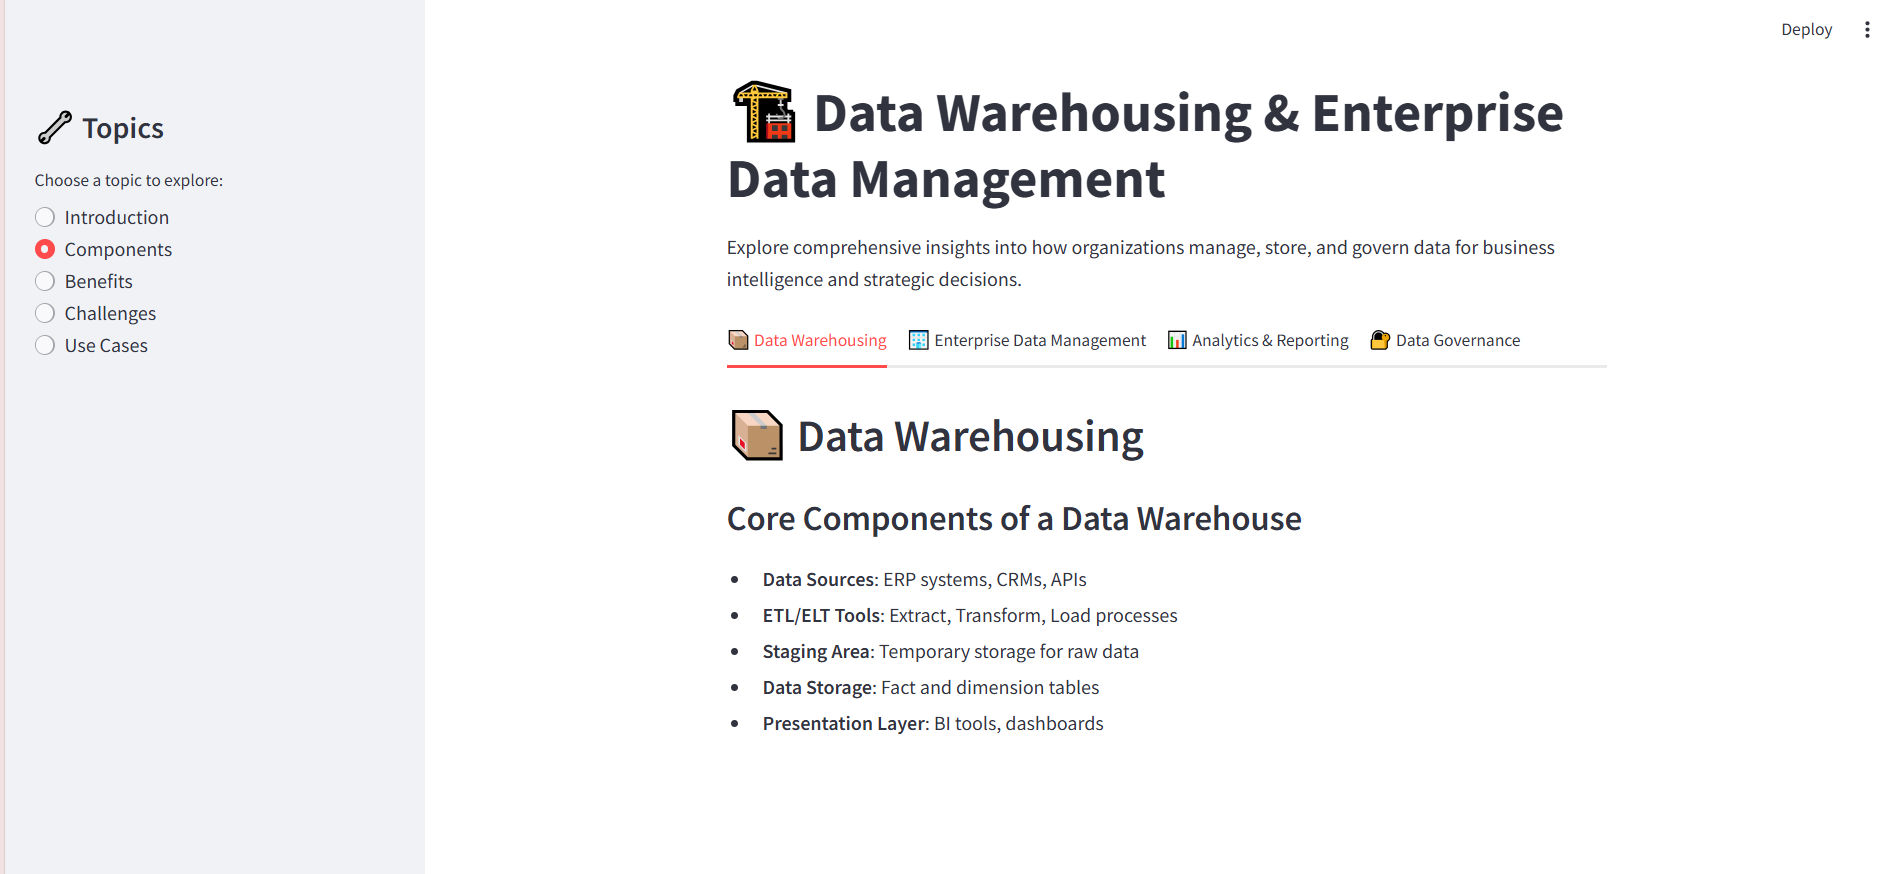 Deploy
Topics
Choose a topic to explore:
Introduction
Components
Benefits
Challenges
Use Cases
Data Warehousing & Enterprise
Data Management
Explore comprehensive insights into how organizations manage, store, and govern data for business
intelligence and strategic decisions.
Data Warehousing Enterprise Data Management Analytics & Reporting Data Governance
Data Warehousing
Core Components of a Data Warehouse
Data Sources: ERP systems, CRMs, APIs
ETL/ELT Tools: Extract, Transform, Load processes
Staging Area: Temporary storage for raw data
Data Storage: Fact and dimension tables
Presentation Layer: BI tools, dashboards